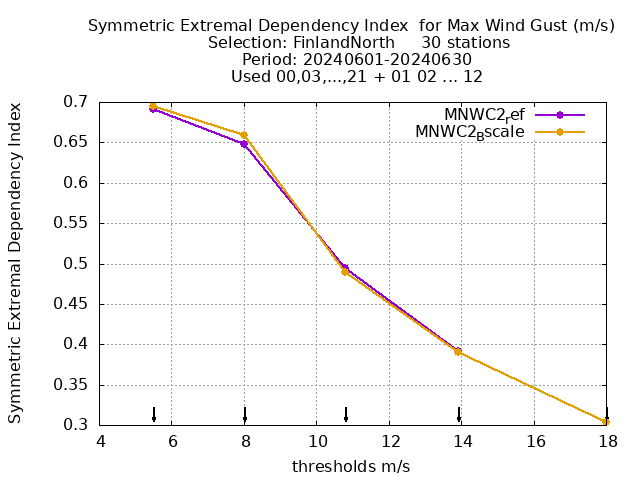 Symmetric Extremal Dependency Index  for Max Wind Gust (m/s)
Selection: FinlandNorth     30 stations
Period: 20240601-20240630
Used 00,03,...,21 + 01 02 ... 12
Symmetric Extremal Dependency Index
0.7
0.65
0.6
0.55
0.5
0.45
0.4
0.35
0.3
MNWC2ref
MNWC2Bscale
4 6 8 10 12 14 16 18
thresholds m/s